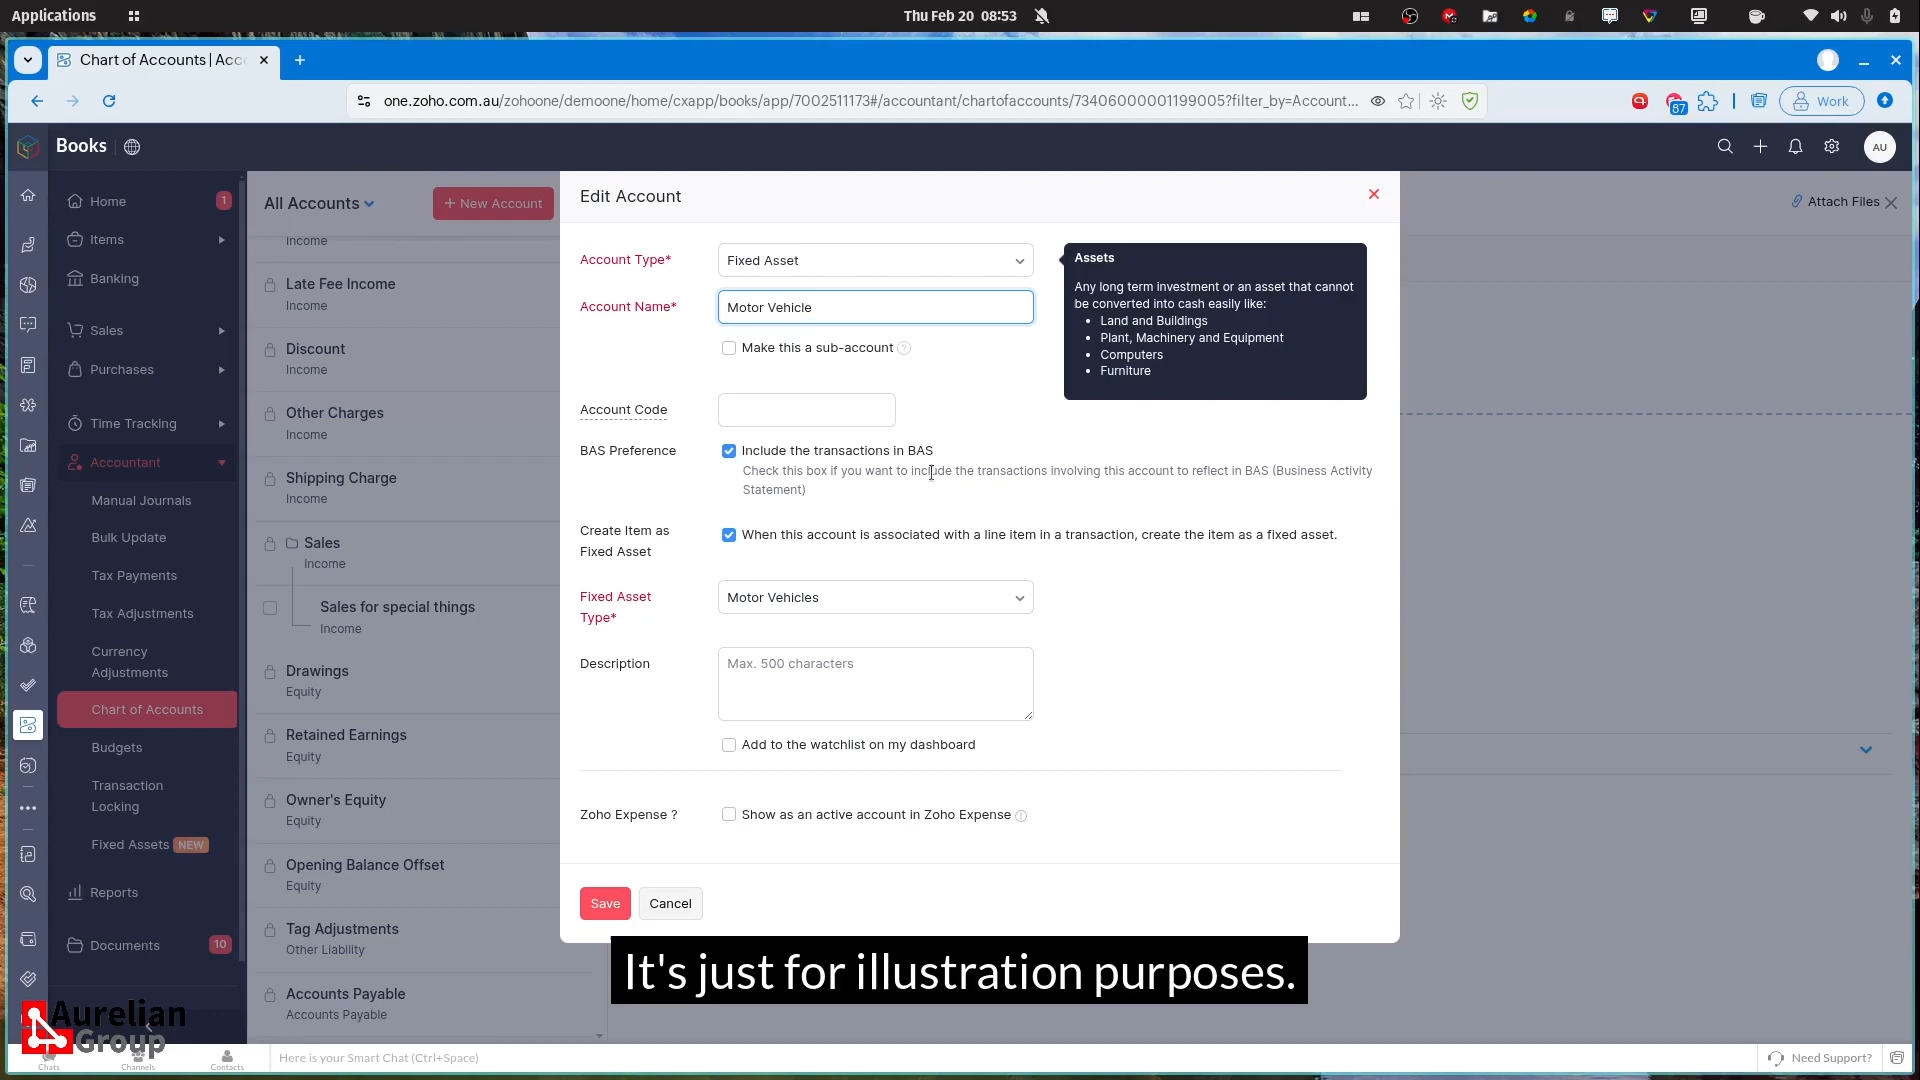 Applications
Thu Feb 20 08:53
Chart of Accounts | Acc
one.zoho.com.au/zohoone/demoone/home/cxapp/books/app/7002511173#/accountant/chartofaccounts/73406000001199005?filter_by=Account...
87
Work
Books
AU
Home
1
Items
Banking
Sales
Purchases
Time Tracking
Accountant
Manual Journals
Bulk Update
Tax Payments
Tax Adjustments
Currency
Adjustments
Chart of Accounts
Budgets
Transaction
Locking
Fixed Assets NEW
Reports
Documents
10
All Accounts
+ New Account
Income
Late Fee Income
Income
Discount
Income
Other Charges
Income
Shipping Charge
Income
Sales
Income
Sales for special things
Income
Drawings
Equity
Retained Earnings
Equity
Owner's Equity
Equity
Opening Balance Offset
Equity
Tag Adjustments
Other Liability
Accounts Payable
Accounts Payable
Attach Files
Edit Account
Account Type*
Fixed Asset
Account Name*
Motor Vehicle
Make this a sub-account
Assets
Any long term investment or an asset that cannot
be converted into cash easily like:
• Land and Buildings
• Plant, Machinery and Equipment
• Computers
• Furniture
Account Code
BAS Preference
Include the transactions in BAS
Check this box if you want to include the transactions involving this account to reflect in BAS (Business Activity
Statement)
Create Item as
Fixed Asset
When this account is associated with a line item in a transaction, create the item as a fixed asset.
Fixed Asset
Type*
Motor Vehicles
Description
Max. 500 characters
Add to the watchlist on my dashboard
Zoho Expense ?
Show as an active account in Zoho Expense
Save
Cancel
It's just for illustration purposes.
Aurelian
Group
Chats
Channels
Contacts
Here is your Smart Chat (Ctrl+Space)
Need Support?